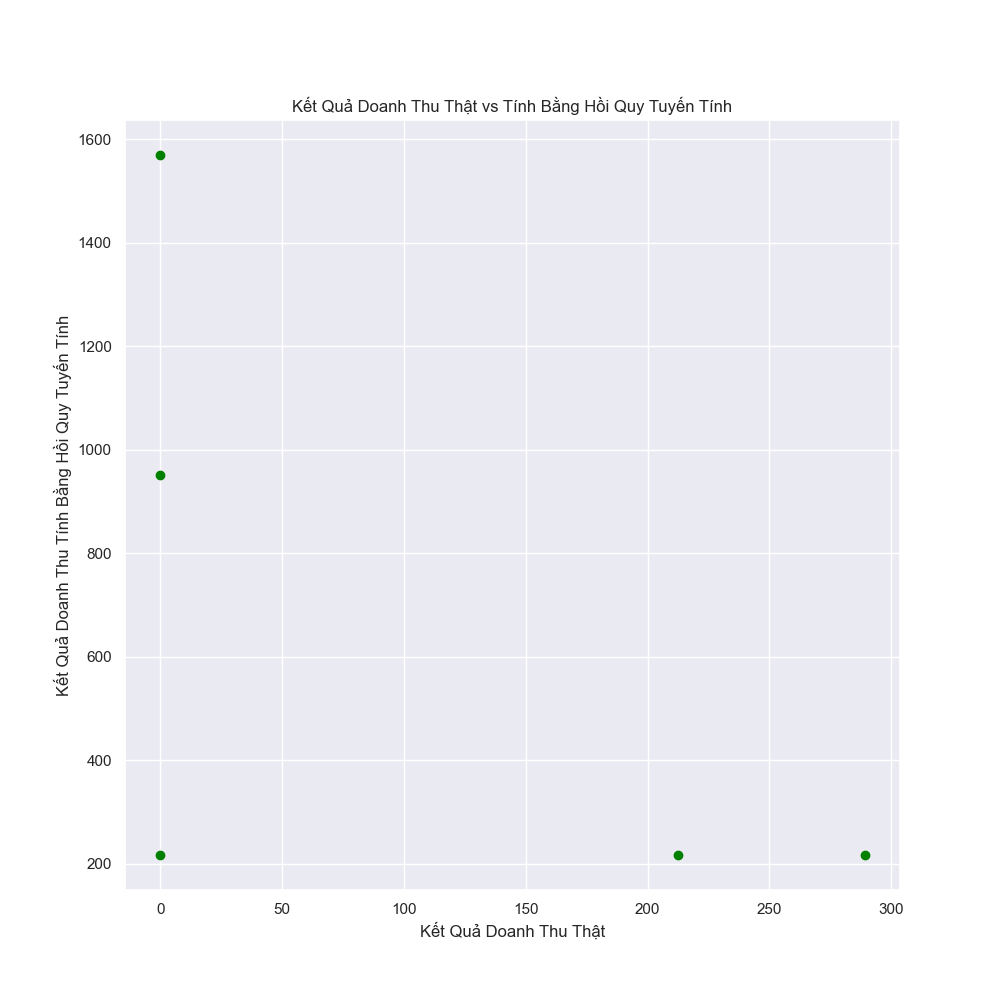 Kết Quả Doanh Thu Thật vs Tính Bằng Hồi Quy Tuyến Tính
Kết Quả Doanh Thu Tính Bằng Hồi Quy Tuyến Tính
1600
1400
1200
1000
800
600
400
200
0 50 100 150 200 250 300
Kết Quả Doanh Thu Thật